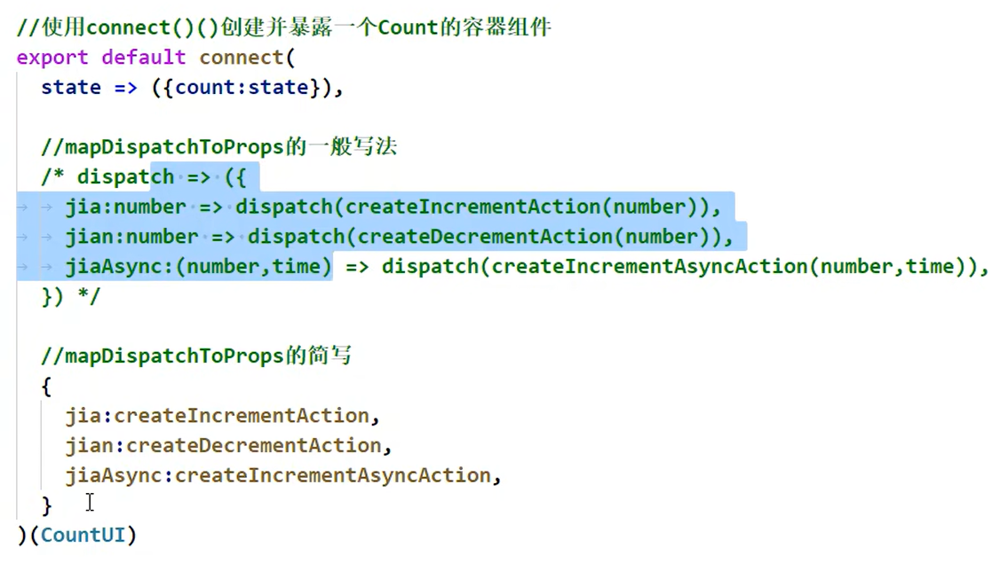 //使用connect()()创建并暴露一个Count的容器组件
export default connect(
state => ({count:state}),
//mapDispatchToProps的一般写法
/* dispatch => ({
jia:number => dispatch(createIncrementAction(number)),
jian:number => dispatch(createDecrementAction(number)),
jiaAsync:(number,time) => dispatch(createIncrementAsyncAction(number,time)),
}) */
//mapDispatchToProps的简写
{
jia:createIncrementAction,
jian:createDecrementAction,
jiaAsync:createIncrementAsyncAction,
}
)(CountUI)